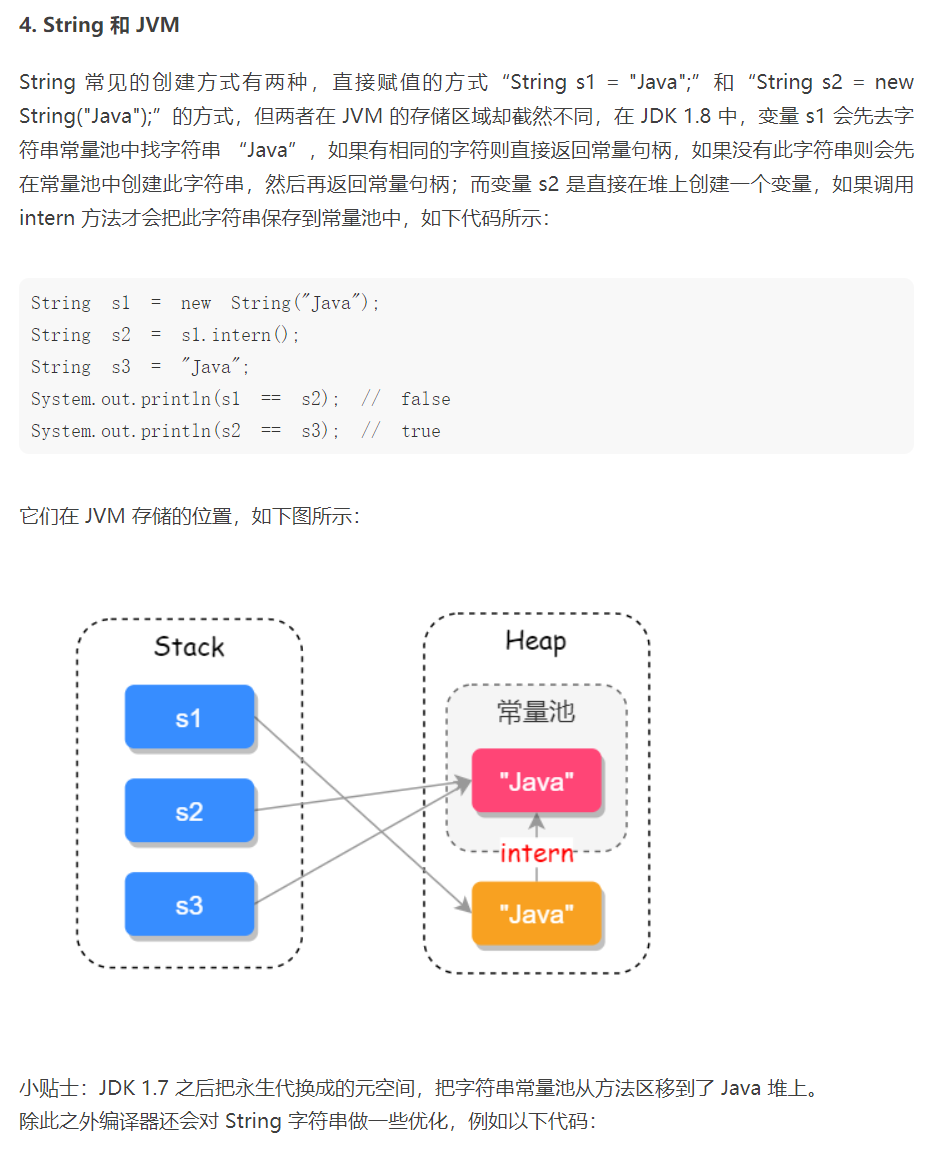 4. String 和 JVM
String 常见的创建方式有两种，直接赋值的方式“String s1 = "Java";”和“String s2 = new
String("Java");”的方式，但两者在 JVM 的存储区域却截然不同，在 JDK 1.8 中，变量 s1 会先去字
符串常量池中找字符串 “Java”，如果有相同的字符则直接返回常量句柄，如果没有此字符串则会先
在常量池中创建此字符串，然后再返回常量句柄；而变量 s2 是直接在堆上创建一个变量，如果调用
intern 方法才会把此字符串保存到常量池中，如下代码所示：
String s1 = new String("Java");
String s2 = s1.intern();
String s3 = "Java";
System.out.println(s1 == s2); // false
System.out.println(s2 == s3); // true
它们在 JVM 存储的位置，如下图所示：
Stack
s1
s2
s3
Heap
常量池
"Java"
intern
"Java"
小贴士：JDK 1.7 之后把永生代换成的元空间，把字符串常量池从方法区移到了 Java 堆上。
除此之外编译器还会对 String 字符串做一些优化，例如以下代码：